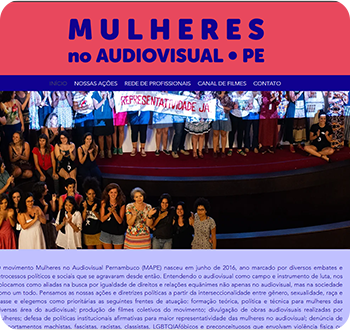 MULHERES
no AUDIOVISUAL • PE
INÍCIO NOSSAS AÇÕES REDE DE PROFISSIONAIS CANAL DE FILMES CONTATO
REPRESENTATIVIDADE JÁ
movimento Mulheres no Audiovisual Pernambuco (MAPE) nasceu em junho de 2016, ano marcado por diversos embates e
retrocessos políticos e sociais que se agravaram desde então. Entendemos o audiovisual como campo e instrumento de luta, nos
colocamos como aliadas na busca por igualdade de direitos e relações equânimes não apenas no audiovisual, mas na sociedade
como um todo. Pensamos as nossas ações e diretrizes políticas a partir da interseccionalidade entre gênero, sexualidade, raça e
classe e elegemos como prioritárias as seguintes frentes de atuação: formação teórica, política e técnica para mulheres das
diversas área do audiovisual; produção de filmes coletivos do movimento; divulgação de obras audiovisuais realizadas por
mulheres; defesa de políticas institucionais afirmativas para maior representatividade das mulheres no audiovisual; denúncia de
comportamentos machistas, fascistas, racistas, classistas, LGBTQIAfóbicos e preconceituosos que envolvam violência física o